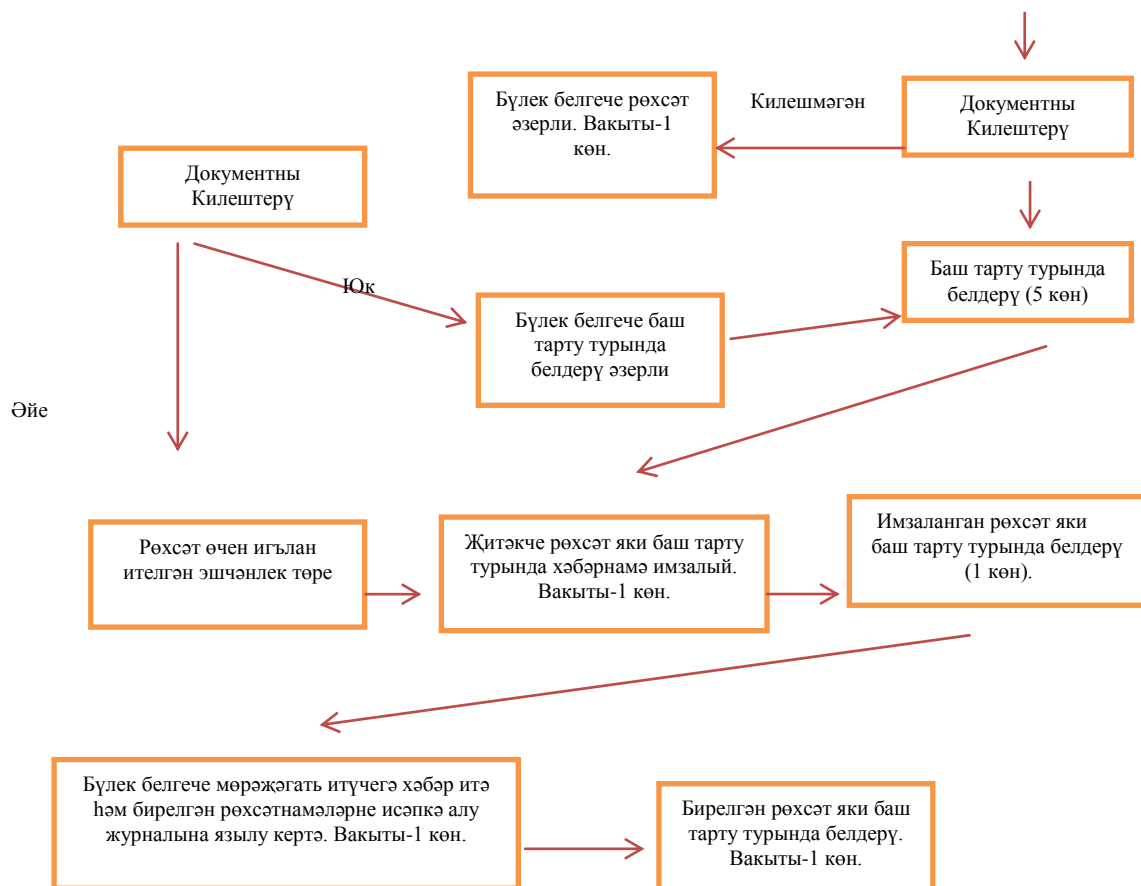 Бүлек белгече рөхсәт
әзерли. Вакыты-1
көн.
Килешмәгән
Документны
Килештерү
Документны
Килештерү
Юк
Баш тарту турында
белдерү (5 көн)
Бүлек белгече баш
тарту турында
белдерү әзерли
Әйе
Рөхсәт өчен игълан
ителгән эшчәнлек төре
Җитәкче рөхсәт яки баш тарту
турында хәбәрнамә имзалый.
Вакыты-1 көн.
Имзаланган рөхсәт яки
баш тарту турында белдерү
(1 көн).
Бүлек белгече мөрәҗәгать итүчегә хәбәр итә
һәм бирелгән рөхсәтнамәләрне исәпкә алу
журналына язылу кертә. Вакыты-1 көн.
Бирелгән рөхсәт яки баш
тарту турында белдерү.
Вакыты-1 көн.